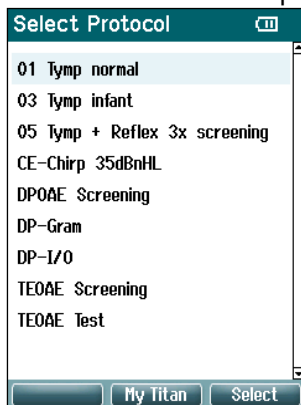 Select Protocol
01 Tymp normal
03 Tymp infant
05 Tymp + Reflex 3x screening
CE-Chirp 35dBnHL
DPOAE Screening
DP-Gram
DP-I/O
TEOAE Screening
TEOAE Test
My Titan Select